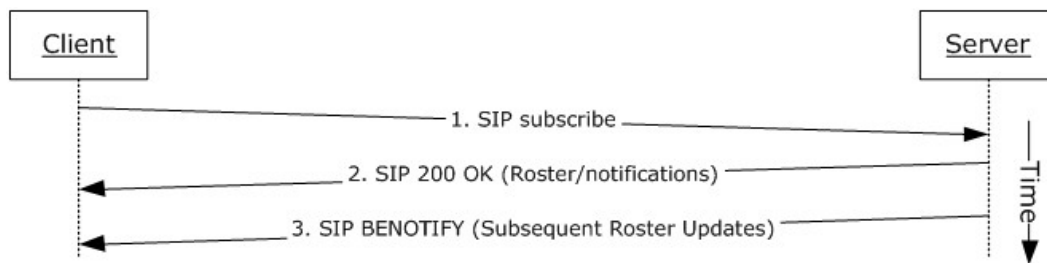 Client
Server
1. SIP subscribe
2. SIP 200 OK (Roster/notifications)
3. SIP BENOTIFY (Subsequent Roster Updates)
Time